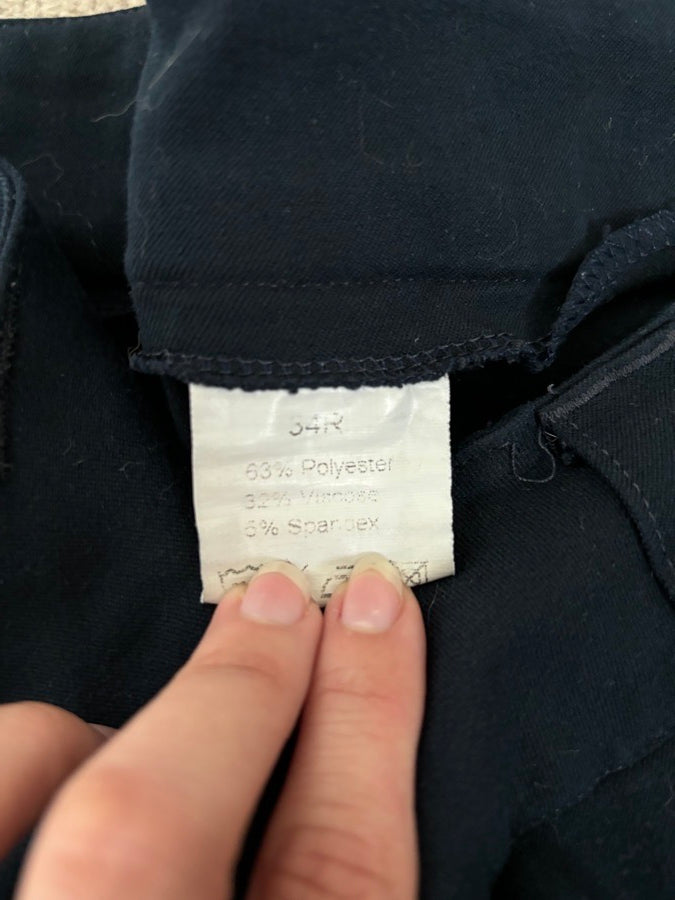 34R
63% Polyester
32% Viscose
5% Spandex